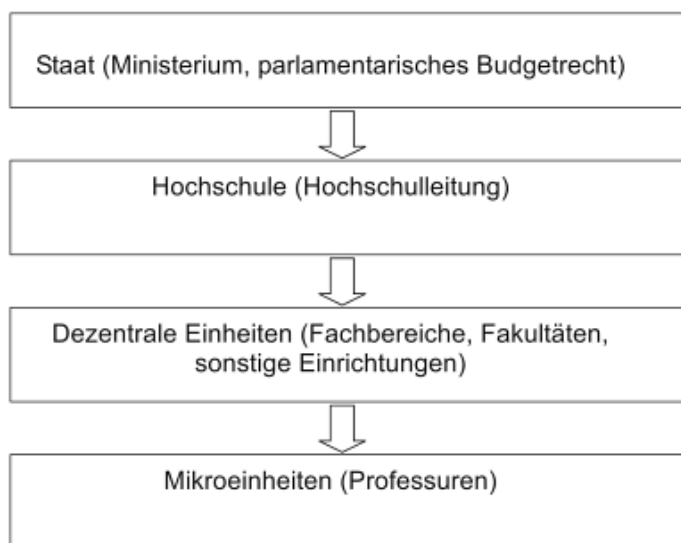 Staat (Ministerium, parlamentarisches Budgetrecht)
Hochschule (Hochschulleitung)
Dezentrale Einheiten (Fachbereiche, Fakultäten,
sonstige Einrichtungen)
Mikroeinheiten (Professuren)